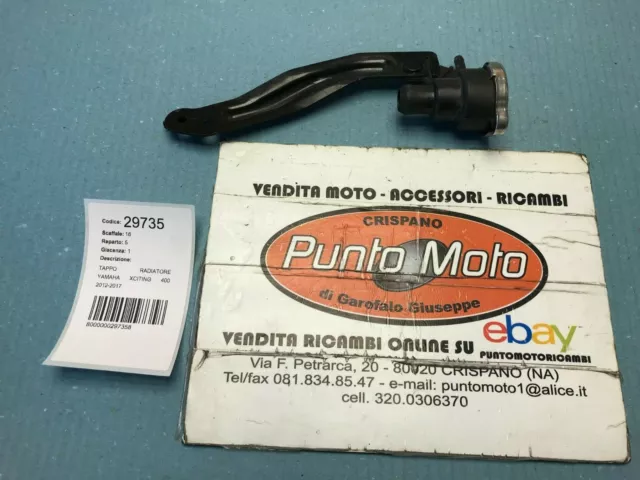 Codice: 29735
Scaffale: 18
Reparto: 5
Giacenza: 1
Descrizione:
TAPPO RADIATORE
YAMAHA XCITING 400
2012-2017
8000000297358
VENDITA MOTO - ACCESSORI - RICAMBI
CRISPANO
Punto Moto
di Garofalo Giuseppe
VENDITA RICAMBI ONLINE SU
ebay
PUNTOMOTORICAMBI
Via F. Petrarca, 20 - 80020 CRISPANO (NA)
Tel/fax 081.834.85.47 - e-mail: puntomoto1@alice.it
cell. 320.0306370